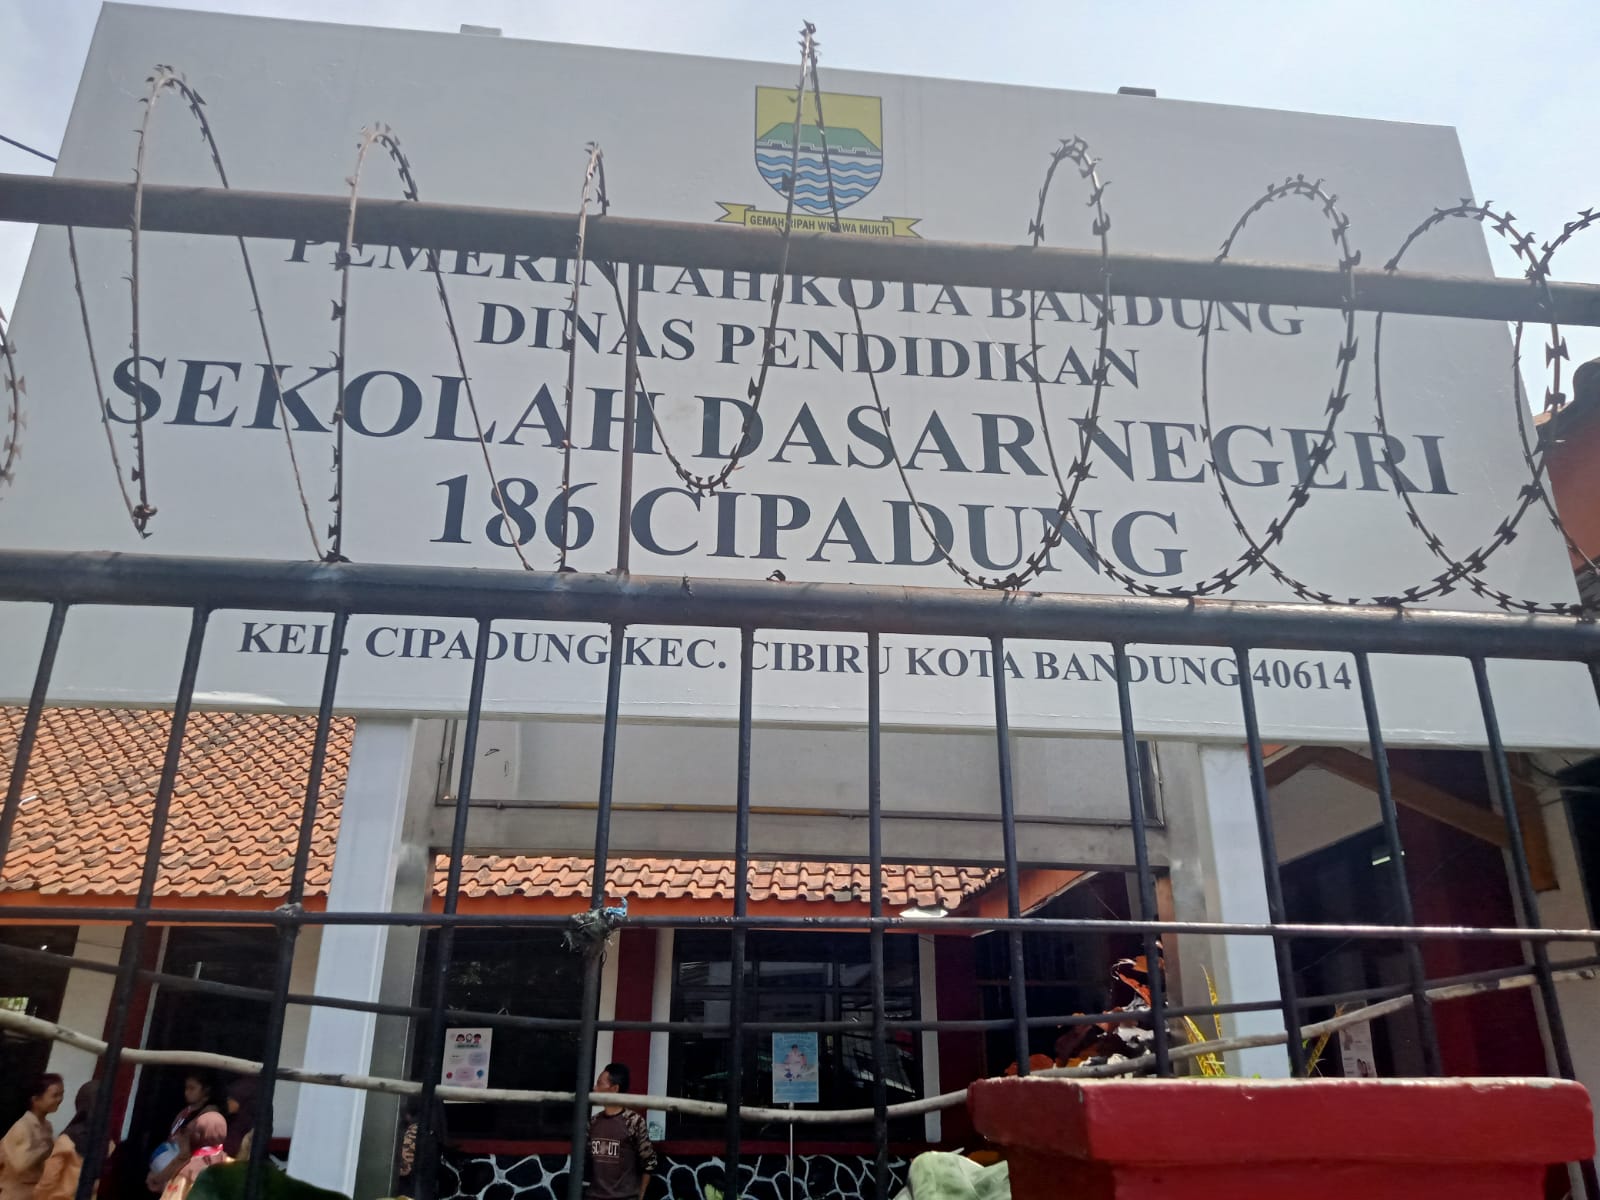 GEMAH RIPAH WIBAWA MUKTI
PEMERINTAH KOTA BANDUNG
DINAS PENDIDIKAN
SEKOLAH DASAR NEGERI
186 CIPADUNG
KEL. CIPADUNG KEC. CIBIRU KOTA BANDUNG 40614
SCOUT